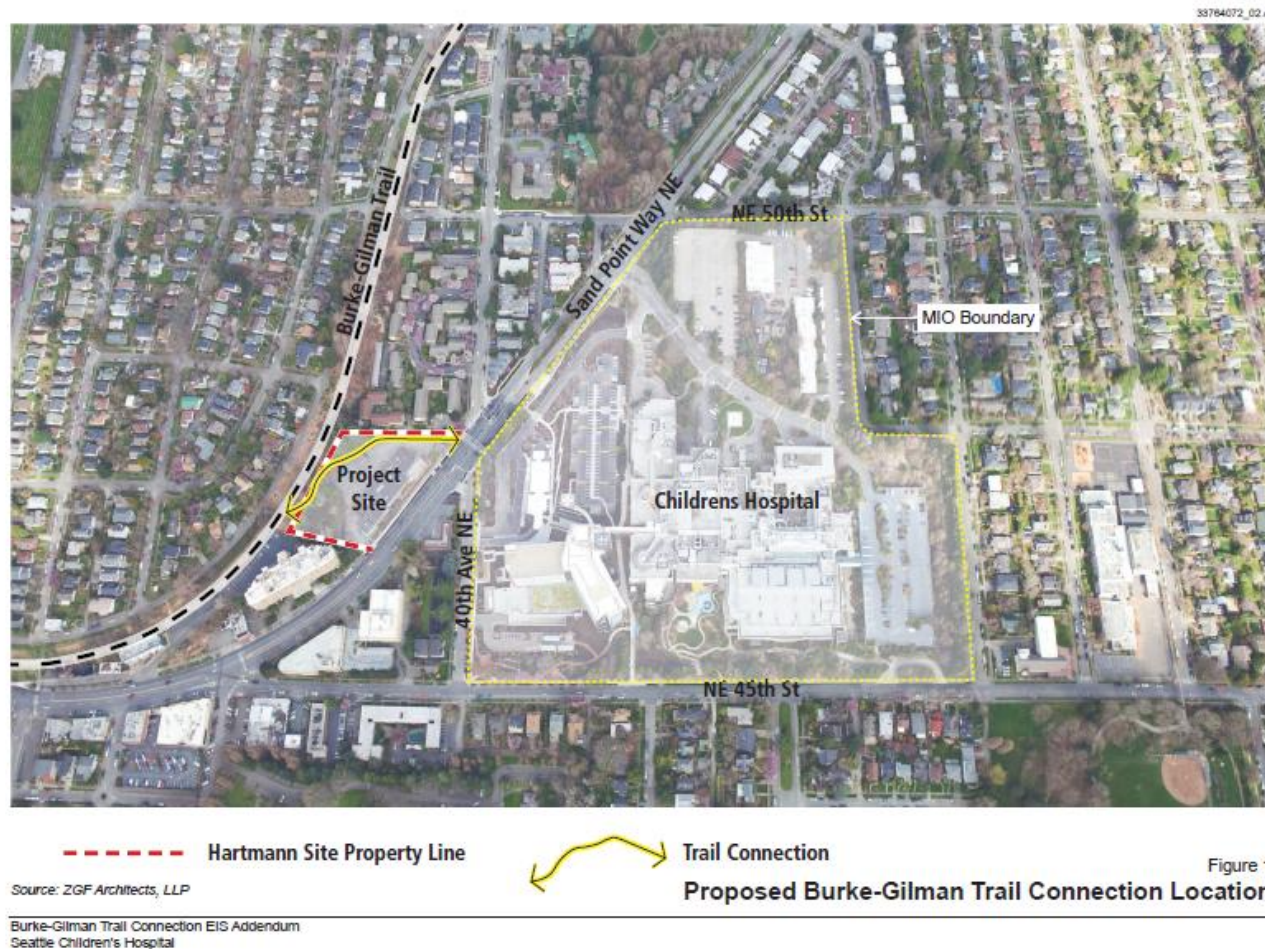 33764072_02.
Burke-Gilman Trail
Sand Point Way NE
NE 50th St
MIO Boundary
Project
Site
Childrens Hospital
40th Ave NE
NE 45th St
Hartmann Site Property Line
Trail Connection
Figure
Source: ZGF Architects, LLP
Proposed Burke-Gilman Trail Connection Location
Burke-Gilman Trail Connection EIS Addendum
Seattle Children's Hospital